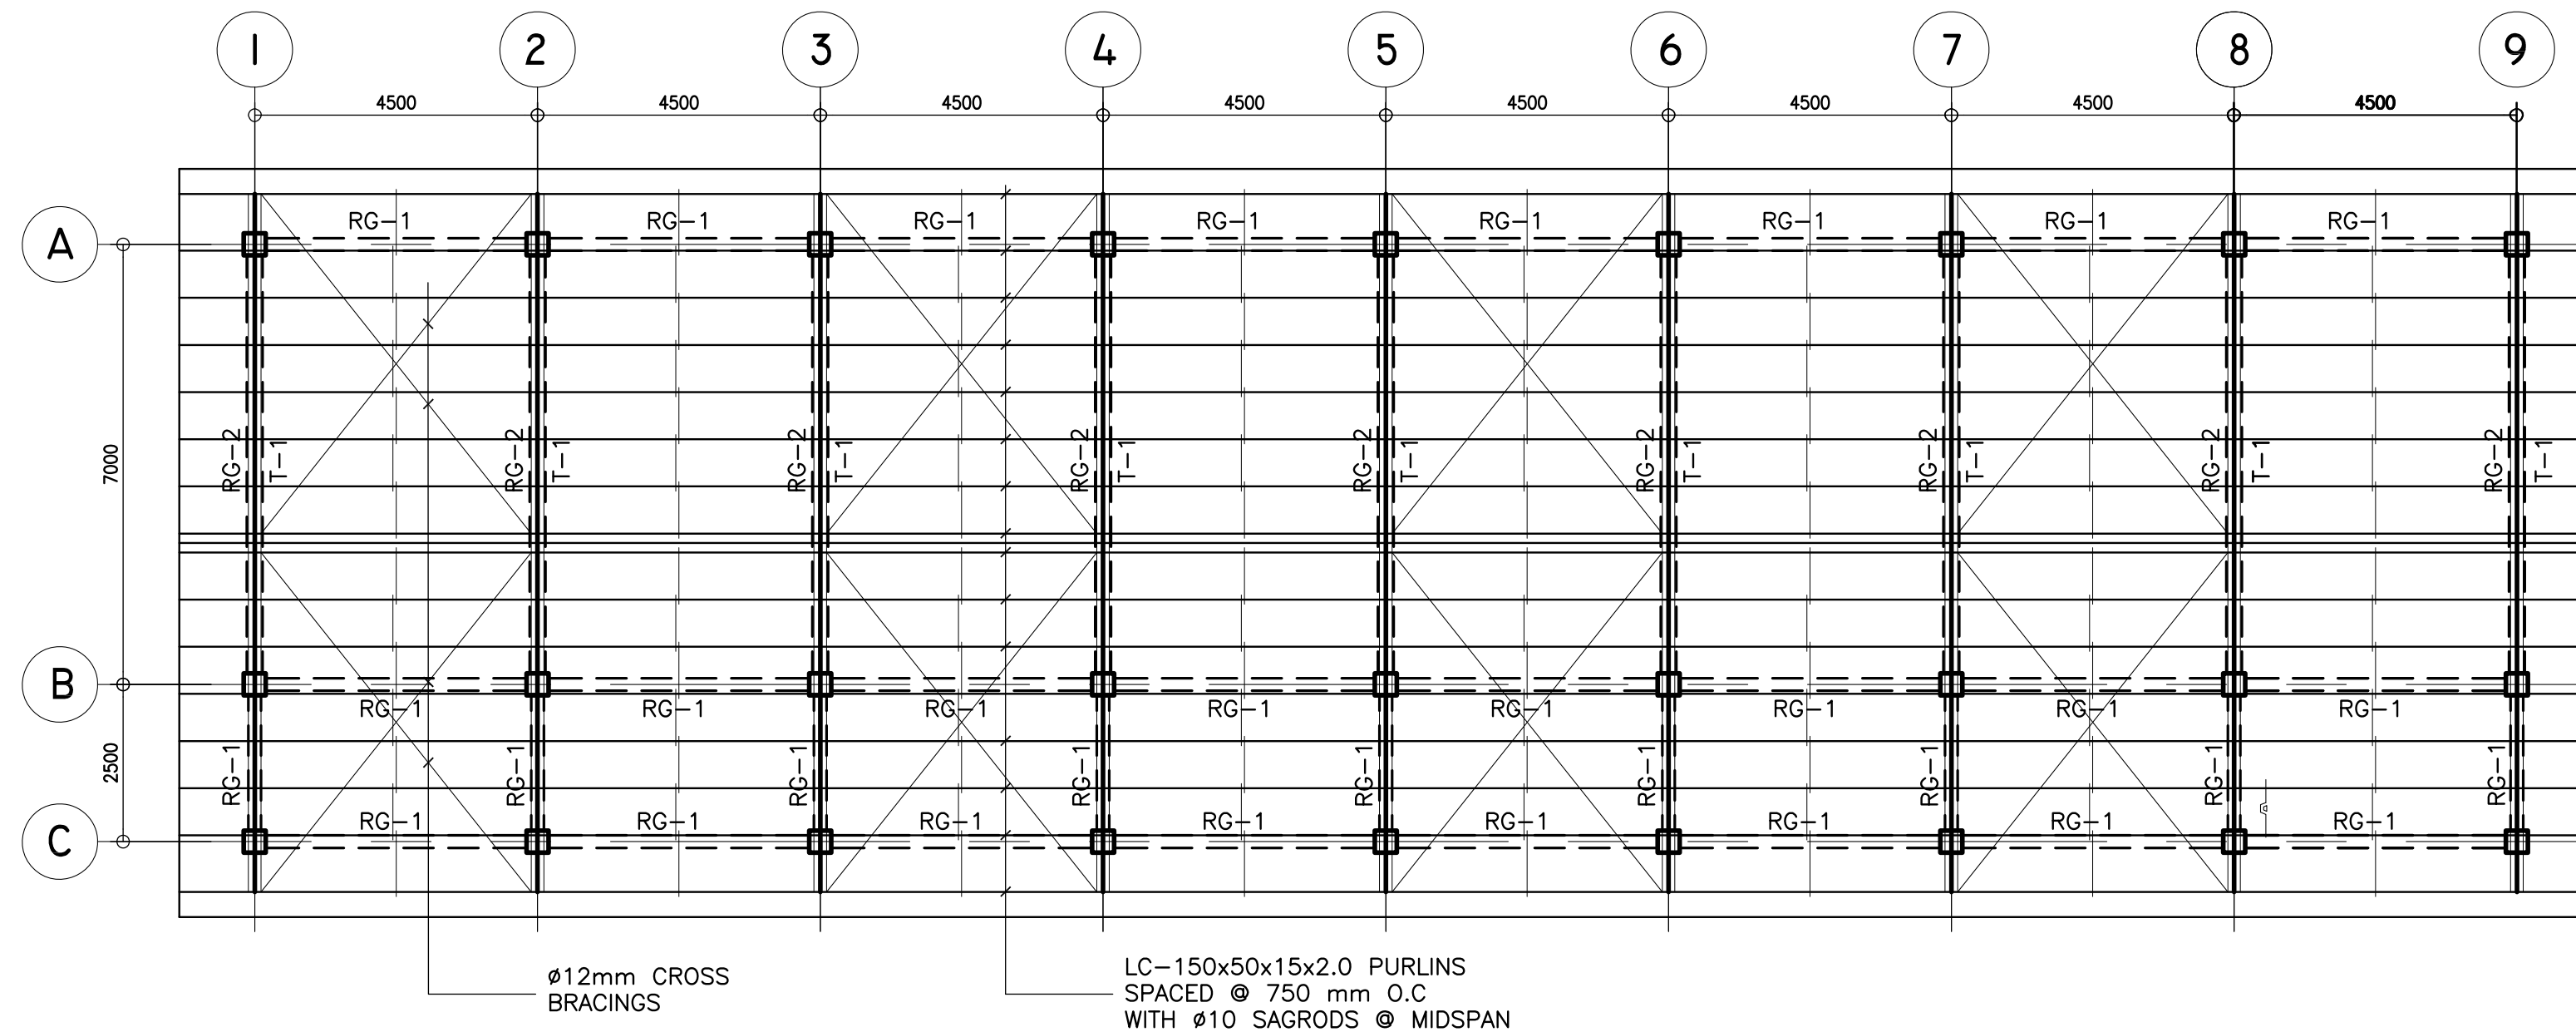 1 2 3 4 5 6 7 8 9
4500 4500 4500 4500 4500 4500 4500 4500
A
RG-1 RG-1 RG-1 RG-1 RG-1 RG-1 RG-1 RG-1
7000
RG-2 T-1 RG-2 T-1 RG-2 T-1 RG-2 T-1 RG-2 T-1 RG-2 T-1 RG-2 T-1 RG-2 T-1 RG-2 T-1
B
RG-1 RG-1 RG-1 RG-1 RG-1 RG-1 RG-1 RG-1
2500
RG-1 RG-1 RG-1 RG-1 RG-1 RG-1 RG-1 RG-1 RG-1
C
RG-1 RG-1 RG-1 RG-1 RG-1 RG-1 RG-1 RG-1
ø12mm CROSS
BRACINGS
LC-150x50x15x2.0 PURLINS
SPACED @ 750 mm O.C
WITH ø10 SAGRODS @ MIDSPAN